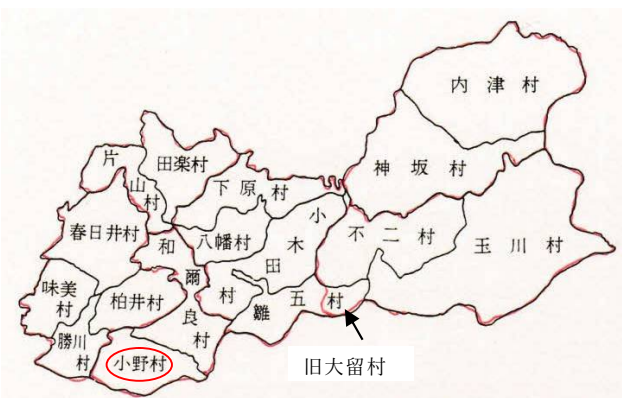 内津村
神坂村
片山村
田楽村
下原村
春日井村
和爾良村
八幡村
小木田村
不二村
玉川村
味美村
柏井村
雛五村
勝川村
小野村
旧大留村